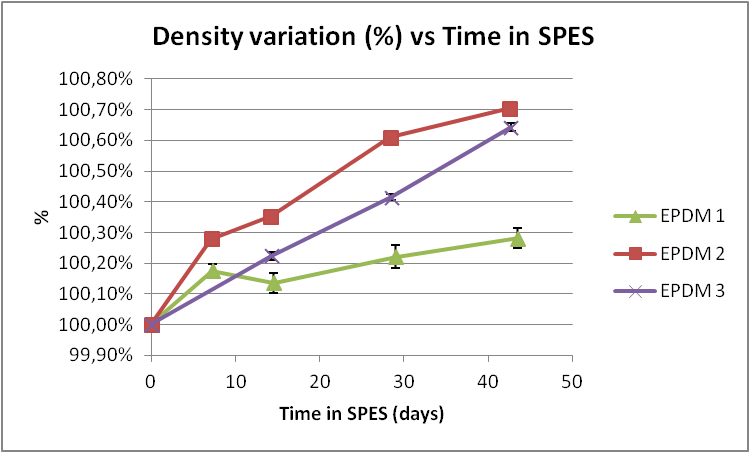 Density variation (%) vs Time in SPES
100,80%
100,70%
100,60%
100,50%
100,40%
100,30%
100,20%
100,10%
100,00%
99,90%
%
0 10 20 30 40 50
Time in SPES (days)
EPDM 1
EPDM 2
EPDM 3